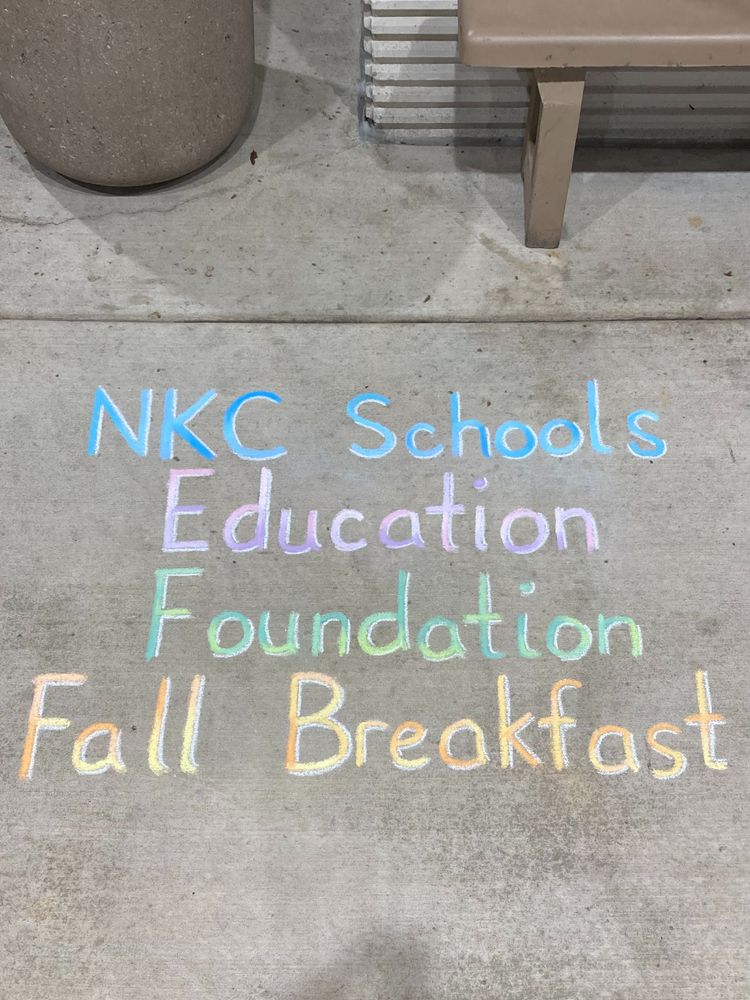 NKC Schools
Education
Foundation
Fall Breakfast